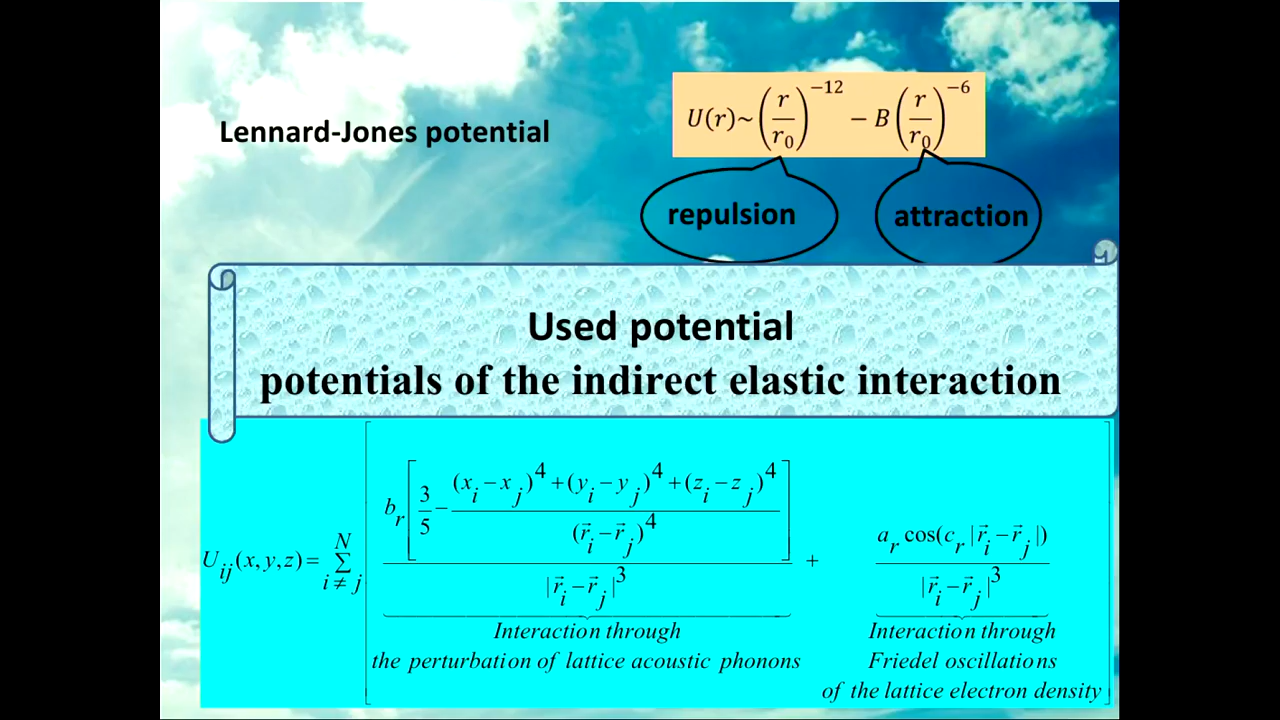 Lennard-Jones potential
U(r)~(r/r₀)⁻¹² − B(r/r₀)⁻⁶
repulsion
attraction
Used potential
potentials of the indirect elastic interaction
U_ij(x,y,z)= Σ_{i≠j}^{N} [ b_r[3/5 − ((x_i−x_j)⁴+(y_i−y_j)⁴+(z_i−z_j)⁴)/(r⃗_i−r⃗_j)⁴] / |r⃗_i−r⃗_j|³ + a_r cos(c_r|r⃗_i−r⃗_j|) / |r⃗_i−r⃗_j|³ ]
Interaction through
the perturbation of lattice acoustic phonons
Interaction through
Friedel oscillations
of the lattice electron density